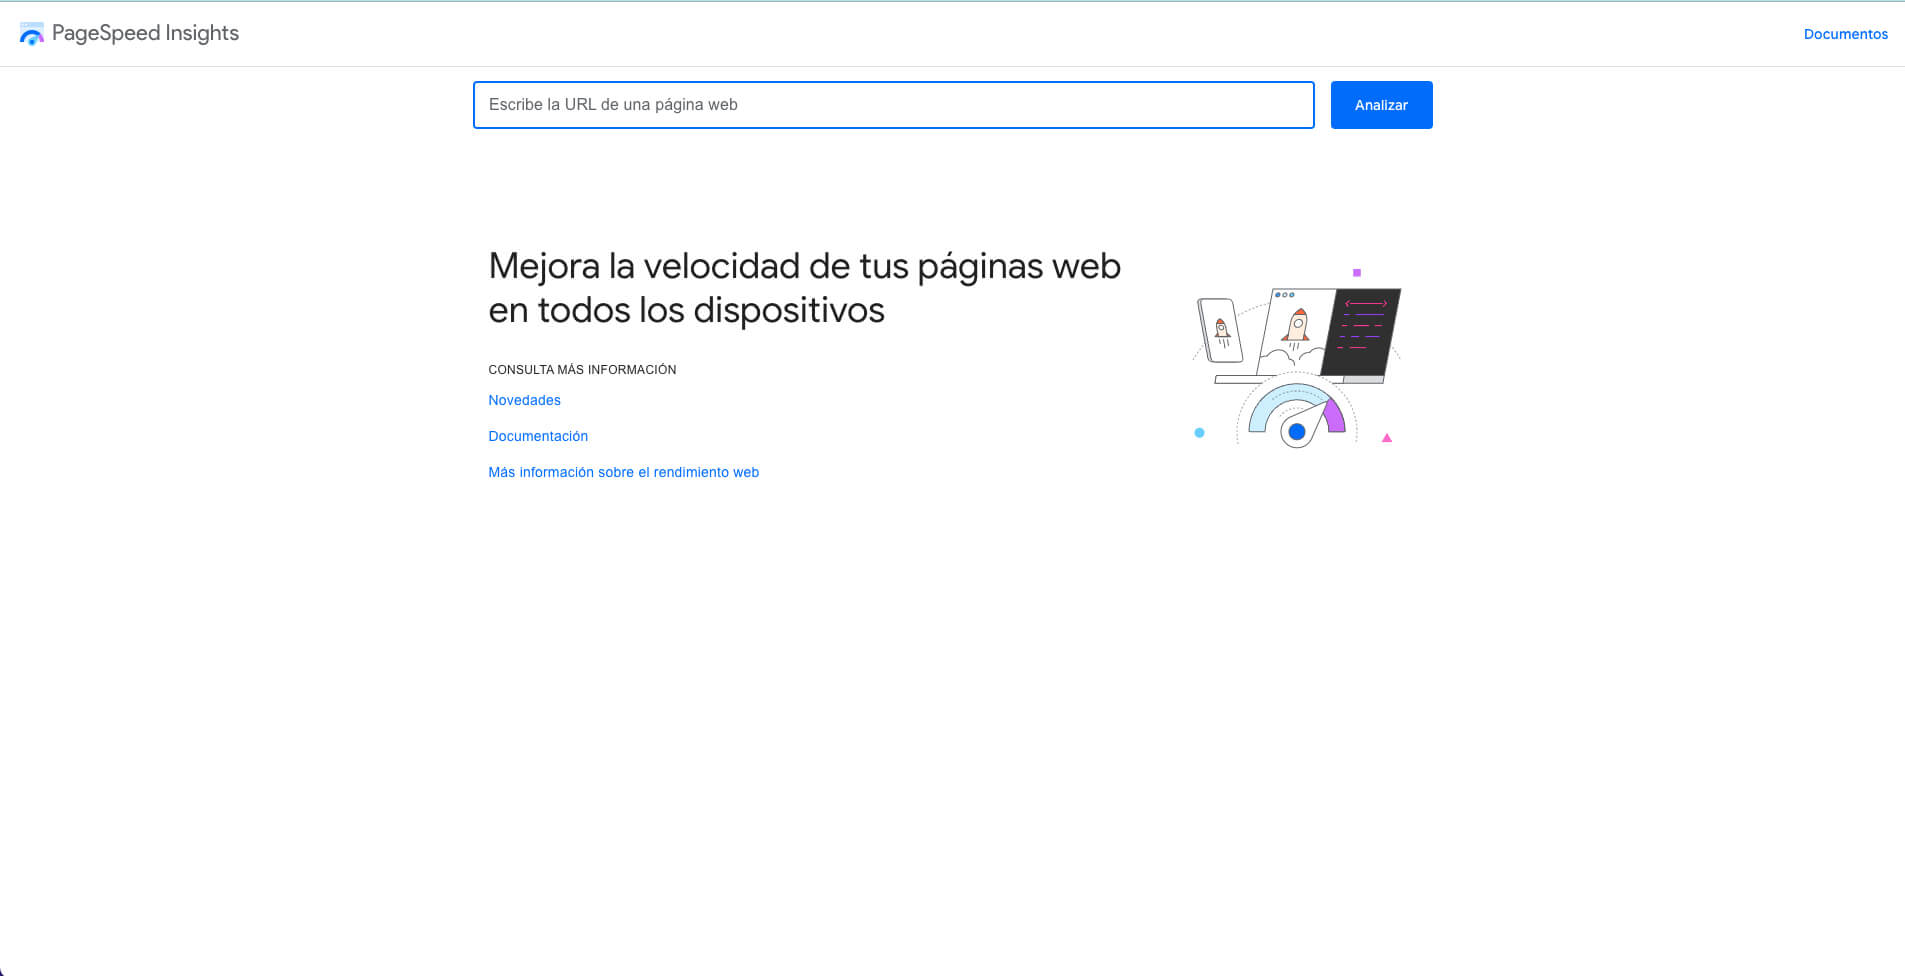 PageSpeed Insights
Documentos
Escribe la URL de una página web
Analizar
Mejora la velocidad de tus páginas web
en todos los dispositivos
CONSULTA MÁS INFORMACIÓN
Novedades
Documentación
Más información sobre el rendimiento web